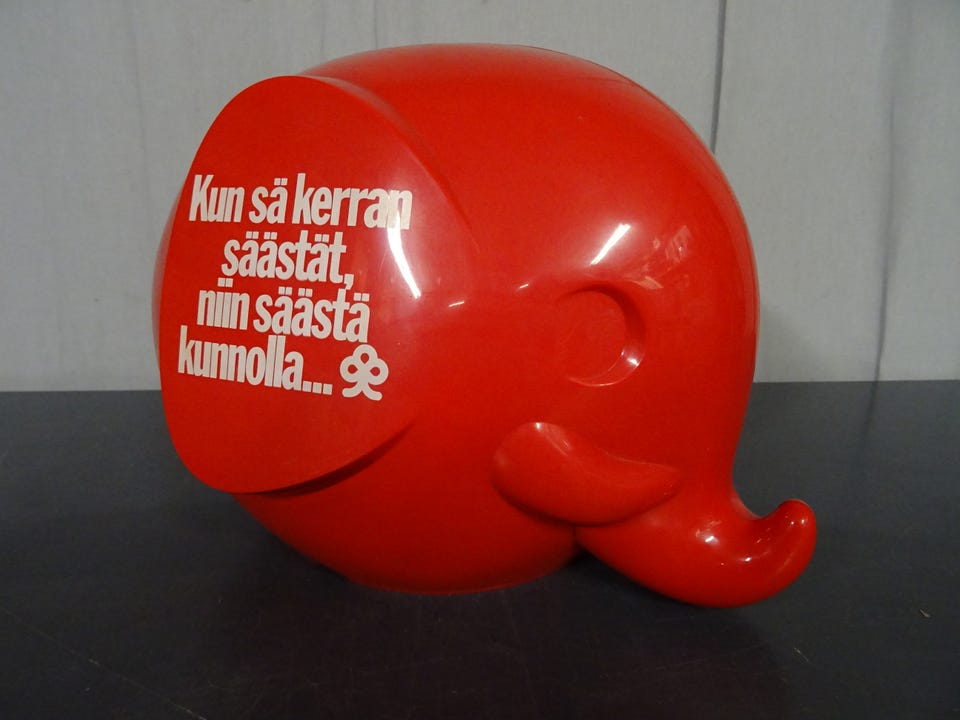 Kun sä kerran
säästät,
niin säästä
kunnolla...